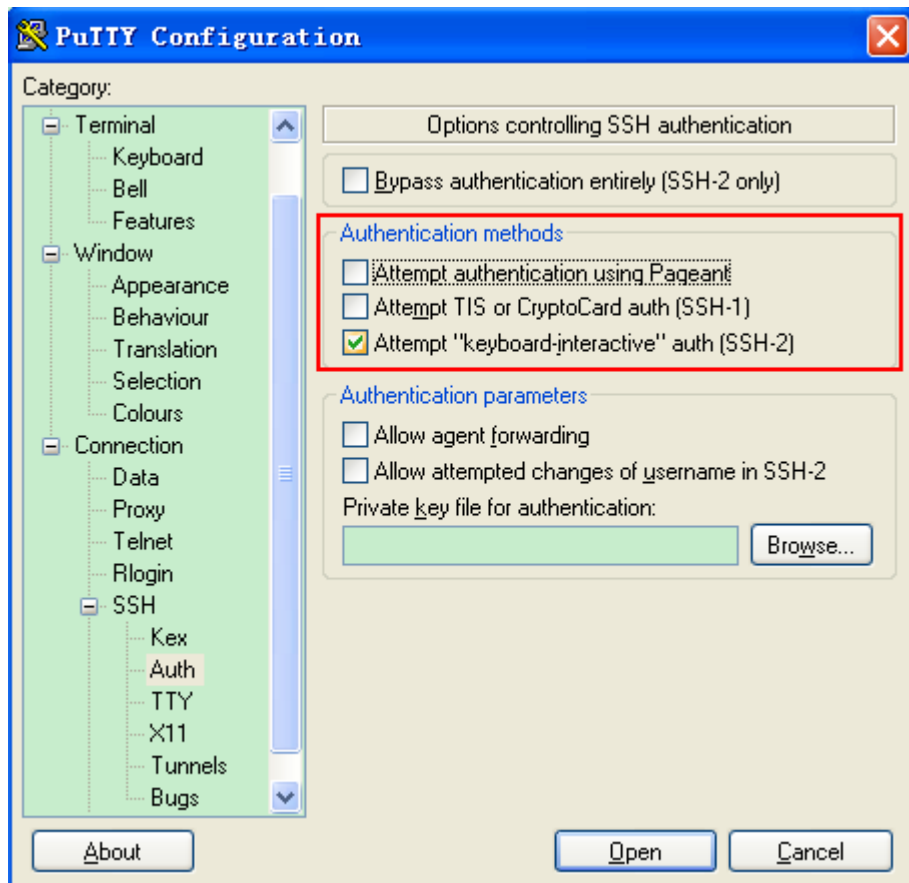 PuTTY Configuration
Category:
Terminal
Keyboard
Bell
Features
Window
Appearance
Behaviour
Translation
Selection
Colours
Connection
Data
Proxy
Telnet
Rlogin
SSH
Kex
Auth
TTY
X11
Tunnels
Bugs
Options controlling SSH authentication
Bypass authentication entirely (SSH-2 only)
Authentication methods
Attempt authentication using Pageant
Attempt TIS or CryptoCard auth (SSH-1)
Attempt "keyboard-interactive" auth (SSH-2)
Authentication parameters
Allow agent forwarding
Allow attempted changes of username in SSH-2
Private key file for authentication:
Browse...
About
Open
Cancel